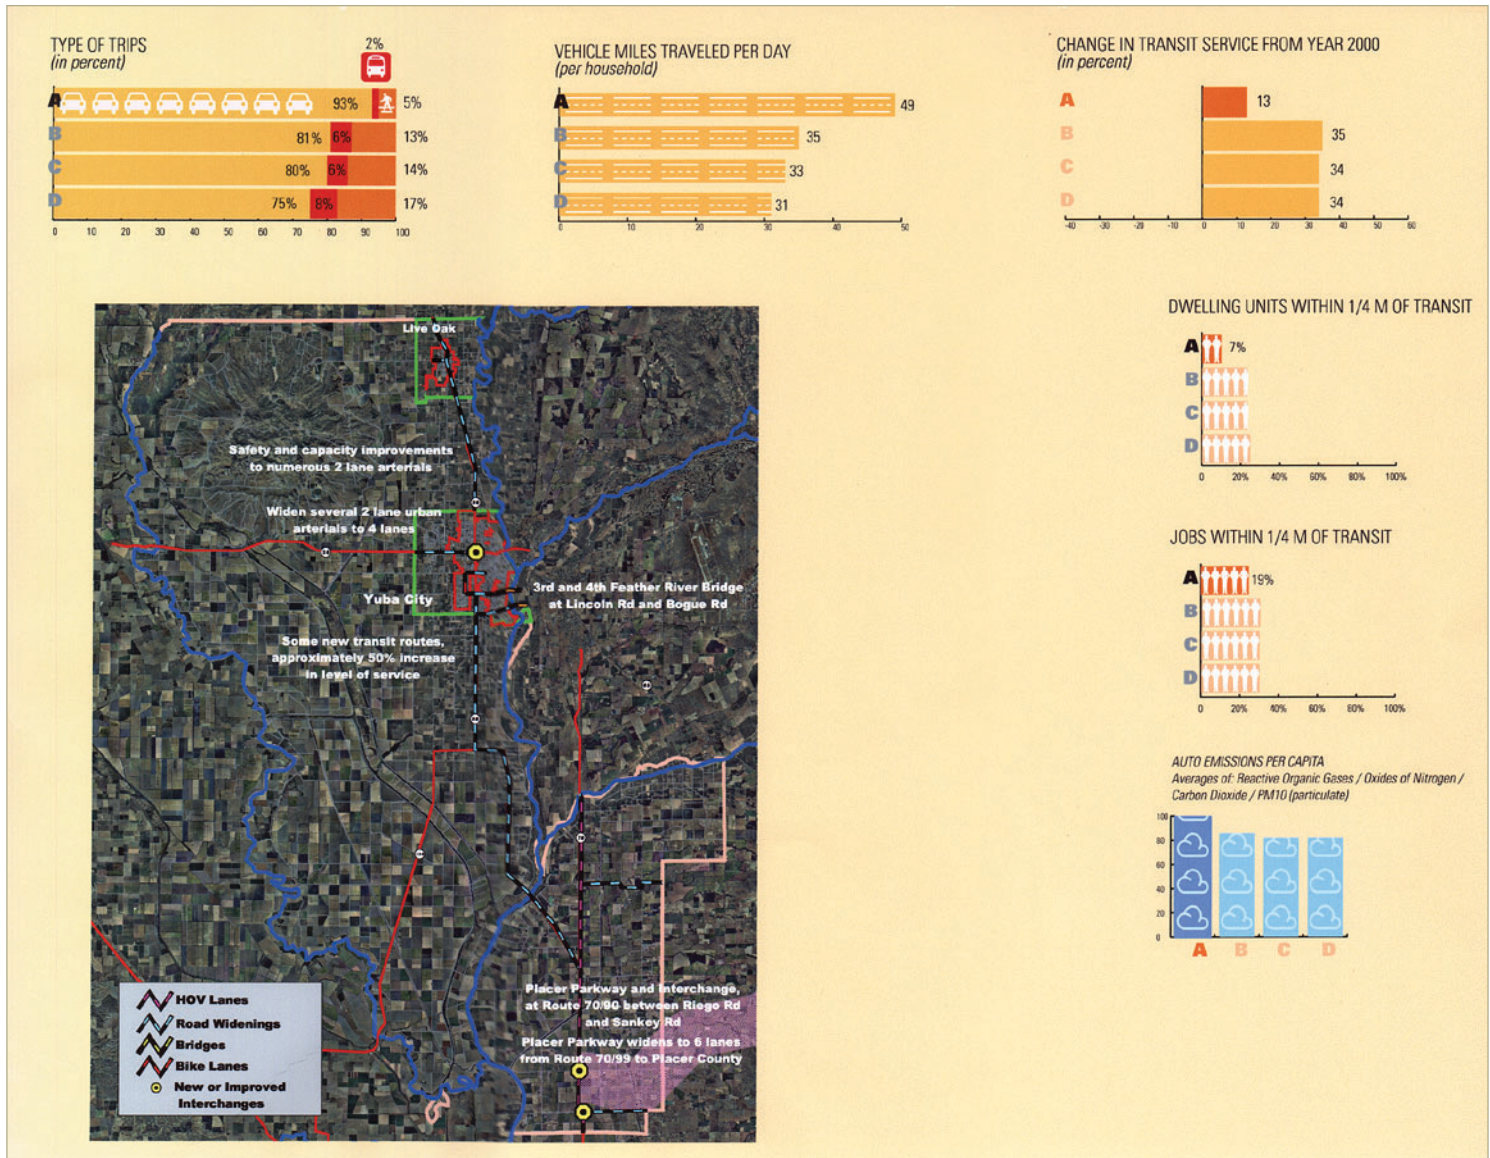 TYPE OF TRIPS
(in percent)
2%
A 93% 5%
B 81% 6% 13%
C 80% 6% 14%
D 75% 8% 17%
0 10 20 30 40 50 60 70 80 90 100
VEHICLE MILES TRAVELED PER DAY
(per household)
A 49
B 35
C 33
D 31
0 10 20 30 40 50
CHANGE IN TRANSIT SERVICE FROM YEAR 2000
(in percent)
A 13
B 35
C 34
D 34
-40 -30 -20 -10 0 10 20 30 40 50 60
Live Oak
Safety and capacity improvements
to numerous 2 lane arterials
Widen several 2 lane urban
arterials to 4 lanes
3rd and 4th Feather River Bridge
at Lincoln Rd and Bogue Rd
Yuba City
Some new transit routes,
approximately 50% increase
in level of service
Placer Parkway and Interchange,
at Route 70/90 between Riego Rd
and Sankey Rd
Placer Parkway widens to 6 lanes
from Route 70/99 to Placer County
HOV Lanes
Road Widenings
Bridges
Bike Lanes
New or Improved
Interchanges
DWELLING UNITS WITHIN 1/4 M OF TRANSIT
A 7%
B
C
D
0 20% 40% 60% 80% 100%
JOBS WITHIN 1/4 M OF TRANSIT
A 19%
B
C
D
0 20% 40% 60% 80% 100%
AUTO EMISSIONS PER CAPITA
Averages of: Reactive Organic Gases / Oxides of Nitrogen /
Carbon Dioxide / PM10 (particulate)
100
80
60
40
20
0
A B C D